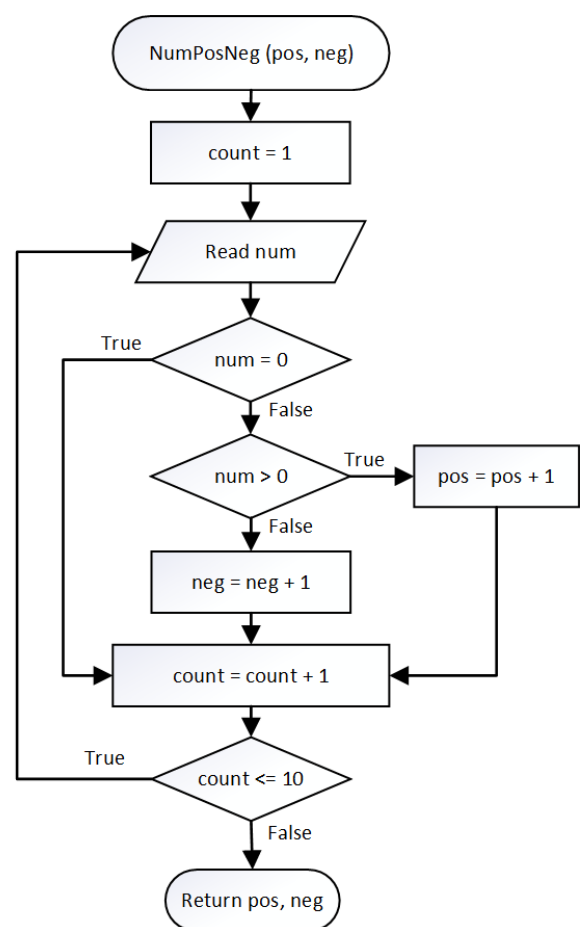 NumPosNeg (pos, neg)
count = 1
Read num
True
num = 0
False
num > 0
True
pos = pos + 1
False
neg = neg + 1
count = count + 1
True
count <= 10
False
Return pos, neg